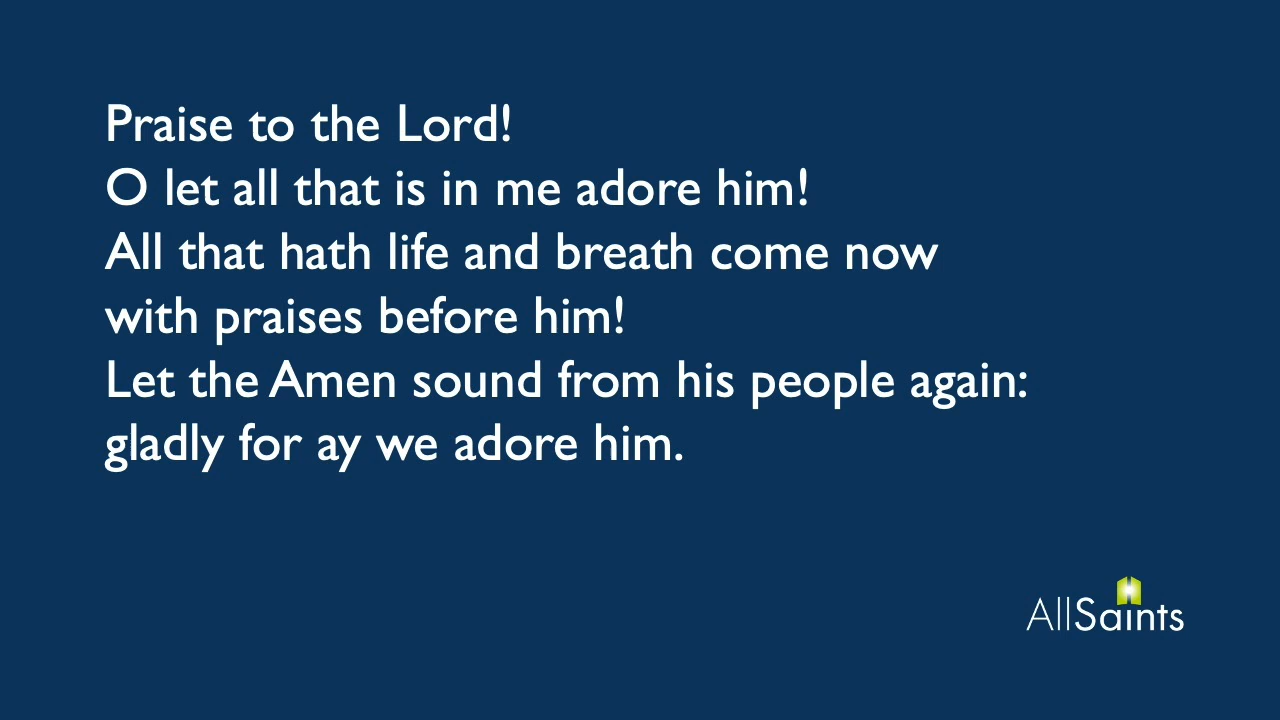 Praise to the Lord!
O let all that is in me adore him!
All that hath life and breath come now
with praises before him!
Let the Amen sound from his people again:
gladly for ay we adore him.
AllSaints